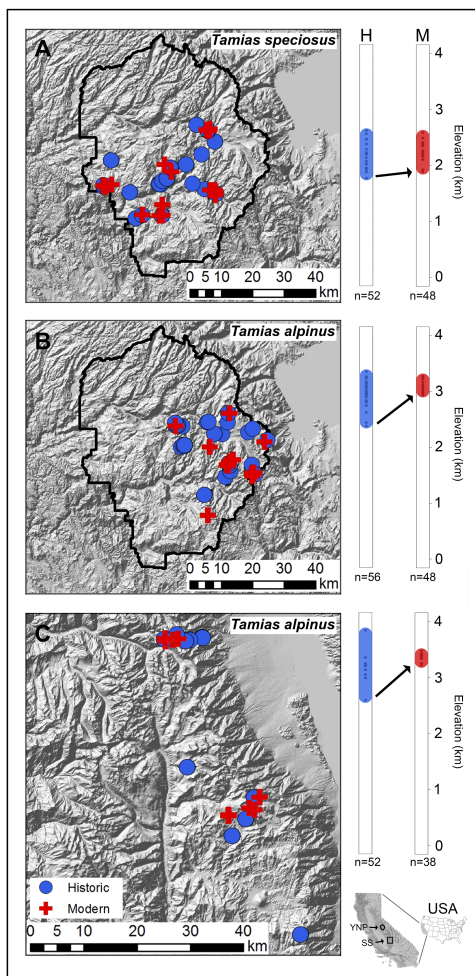 A
Tamias speciosus
0 5 10 20 30 40
km
H M
4
3
2
1
0
Elevation (km)
n=52 n=48
B
Tamias alpinus
0 5 10 20 30 40
km
4
3
2
1
0
Elevation (km)
n=56 n=48
C
Tamias alpinus
Historic
Modern
0 5 10 20 30 40
km
4
3
2
1
0
Elevation (km)
n=52 n=38
YNP
SS
USA